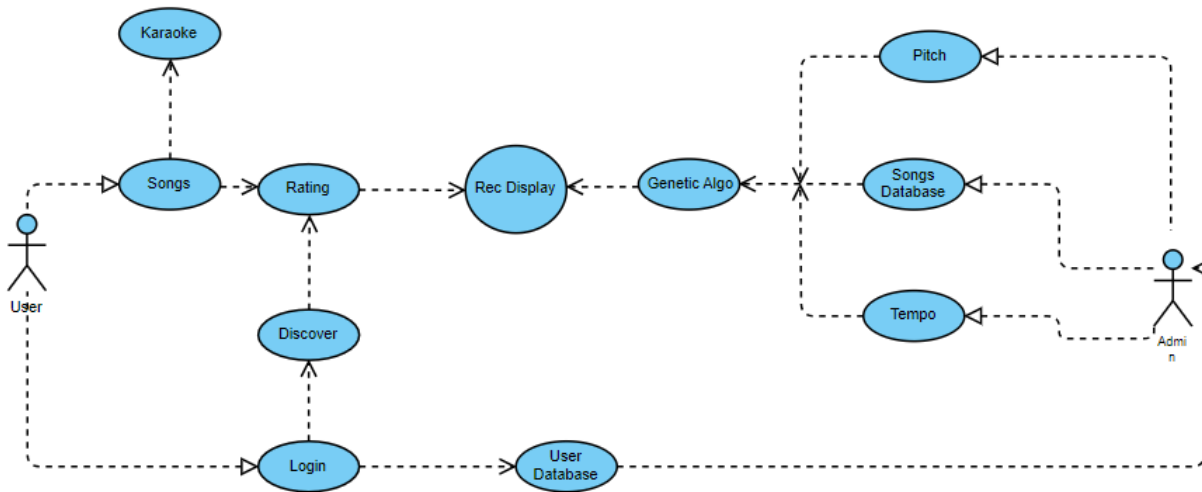 Karaoke
Pitch
Songs
Rating
Rec Display
Genetic Algo
Songs
Database
User
Discover
Tempo
Admi
n
Login
User
Database